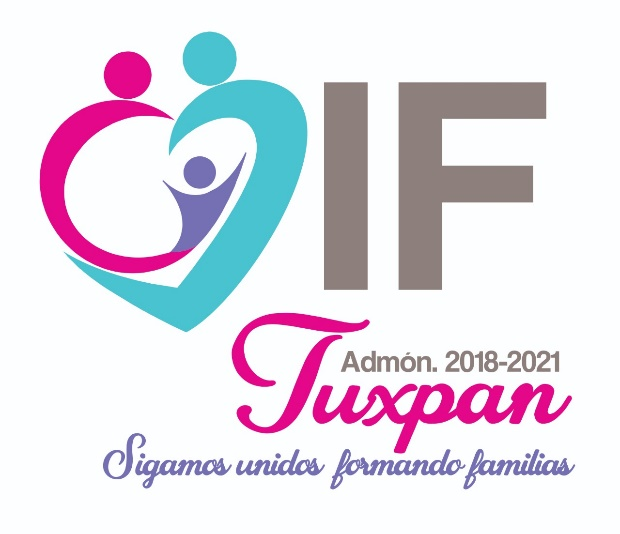 IF
Admón. 2018-2021
Tuxpan
Sigamos unidos formando familias